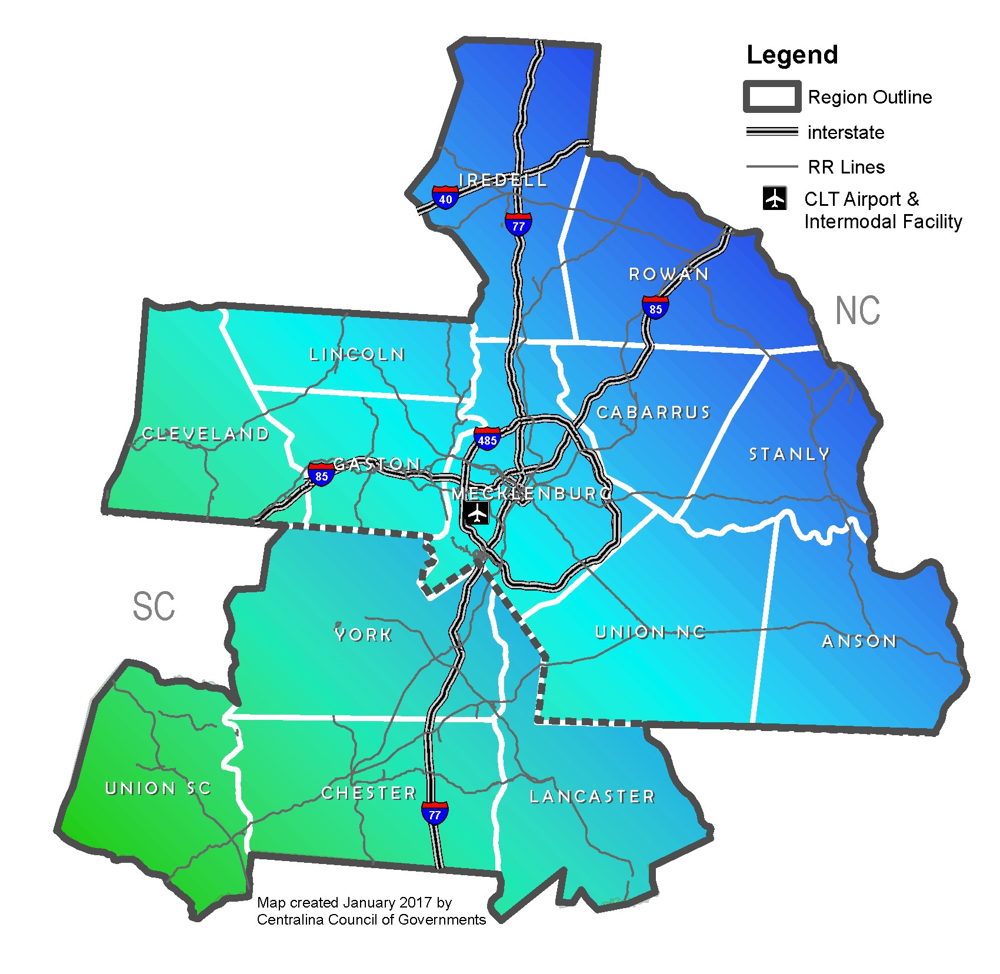 Legend
Region Outline
interstate
RR Lines
CLT Airport &
Intermodal Facility
IREDELL
40
77
ROWAN
85
NC
LINCOLN
CABARRUS
CLEVELAND
485
STANLY
GASTON
85
MECKLENBURG
SC
YORK
UNION NC
ANSON
UNION SC
CHESTER
LANCASTER
77
Map created January 2017 by
Centralina Council of Governments